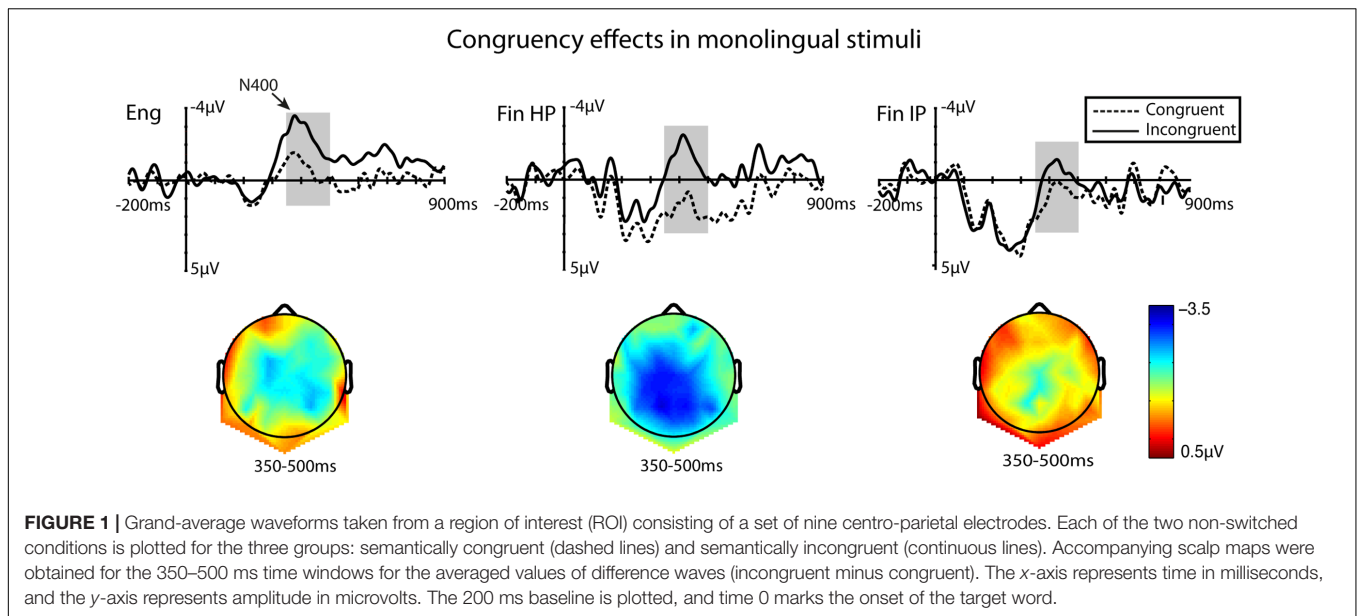 Congruency effects in monolingual stimuli
N400
Eng
-4µV
-200ms
900ms
5µV
Fin HP
-4µV
-200ms
900ms
5µV
Fin IP
-4µV
-200ms
900ms
5µV
Congruent
Incongruent
350-500ms
350-500ms
350-500ms
−3.5
0.5µV
FIGURE 1 | Grand-average waveforms taken from a region of interest (ROI) consisting of a set of nine centro-parietal electrodes. Each of the two non-switched
conditions is plotted for the three groups: semantically congruent (dashed lines) and semantically incongruent (continuous lines). Accompanying scalp maps were
obtained for the 350–500 ms time windows for the averaged values of difference waves (incongruent minus congruent). The x-axis represents time in milliseconds,
and the y-axis represents amplitude in microvolts. The 200 ms baseline is plotted, and time 0 marks the onset of the target word.